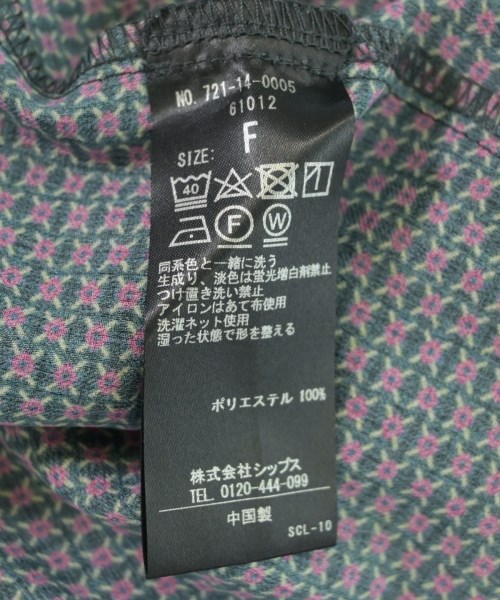 NO. 721-14-0005
61012
SIZE: F
40
F W
同系色と一緒に洗う
生成り、淡色は蛍光増白剤禁止
つけ置き洗い禁止
アイロンはあて布使用
洗濯ネット使用
湿った状態で形を整える
ポリエステル 100%
株式会社シップス
TEL 0120-444-099
中国製
SCL-10